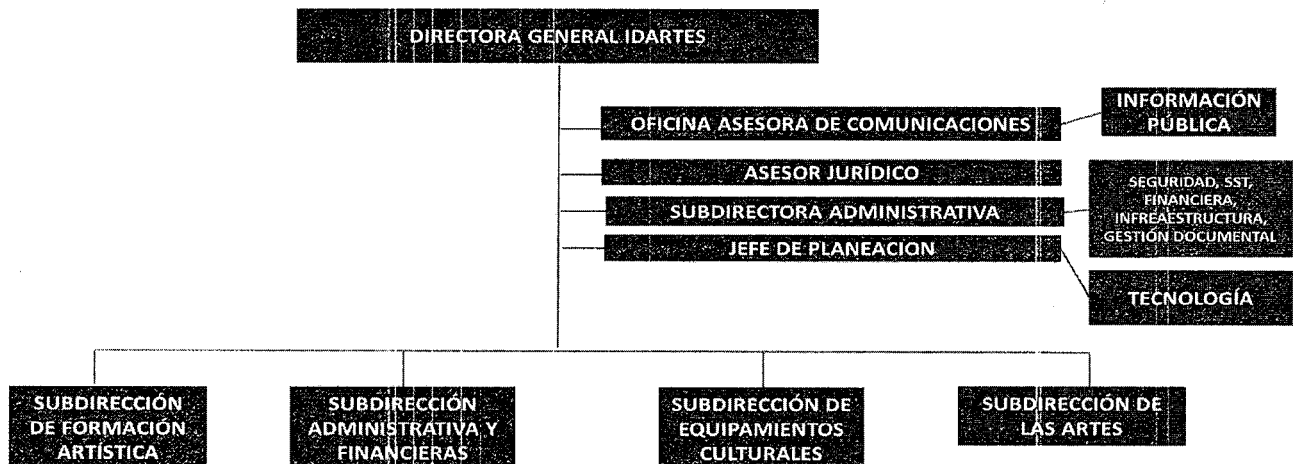 DIRECTORA GENERAL IDARTES
OFICINA ASESORA DE COMUNICACIONES
INFORMACIÓN
PÚBLICA
ASESOR JURÍDICO
SUBDIRECTORA ADMINISTRATIVA
SEGURIDAD, SST,
FINANCIERA,
INFREAESTRUCTURA,
GESTIÓN DOCUMENTAL
JEFE DE PLANEACION
TECNOLOGÍA
SUBDIRECCIÓN
DE FORMACIÓN
ARTÍSTICA
SUBDIRECCIÓN
ADMINISTRATIVA Y
FINANCIERAS
SUBDIRECCIÓN DE
EQUIPAMIENTOS
CULTURALES
SUBDIRECCIÓN DE
LAS ARTES